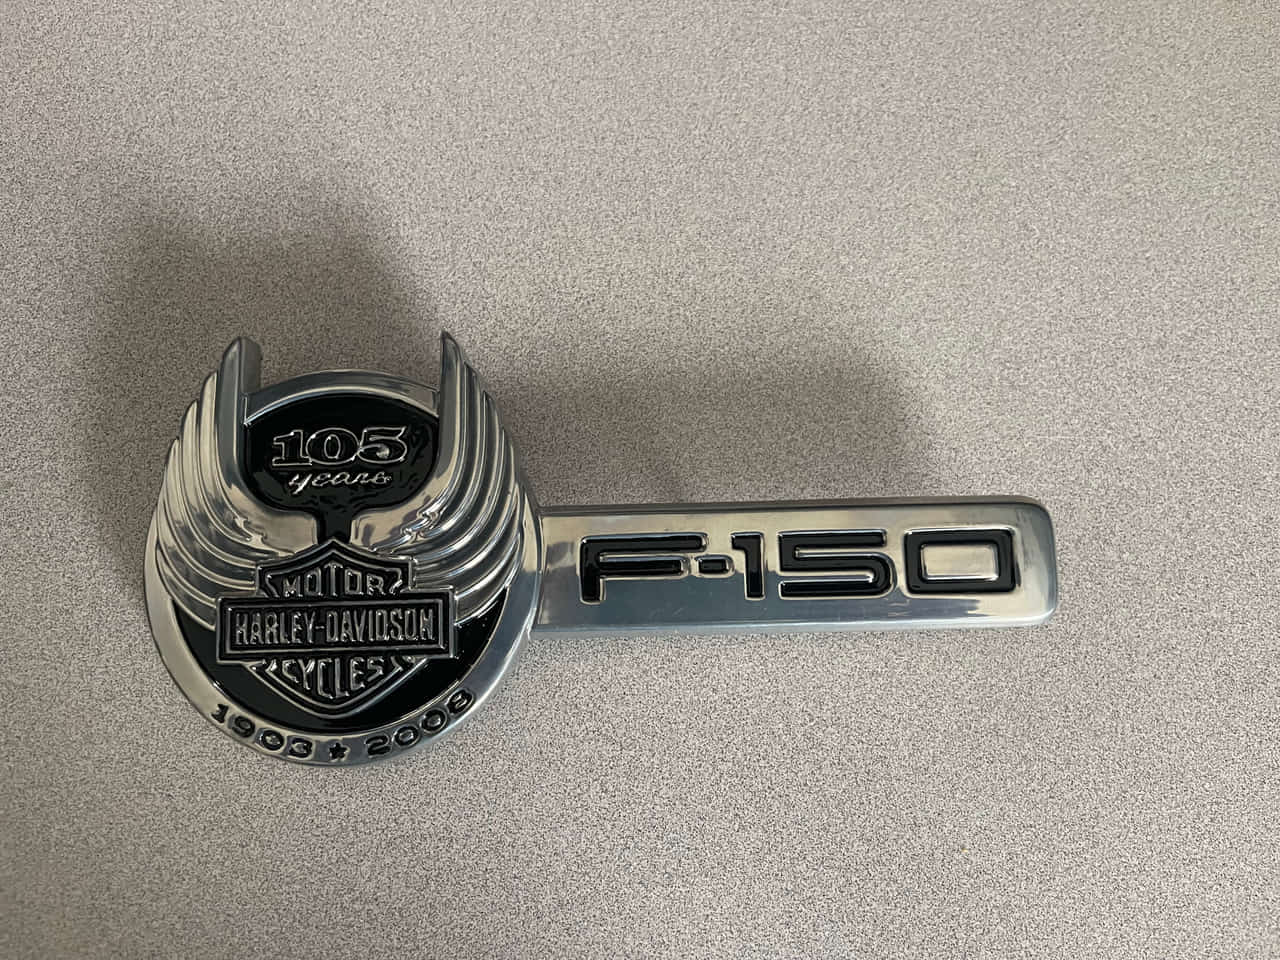 105
years
MOTOR
HARLEY-DAVIDSON
CYCLES
1903 ★ 2008
F-150